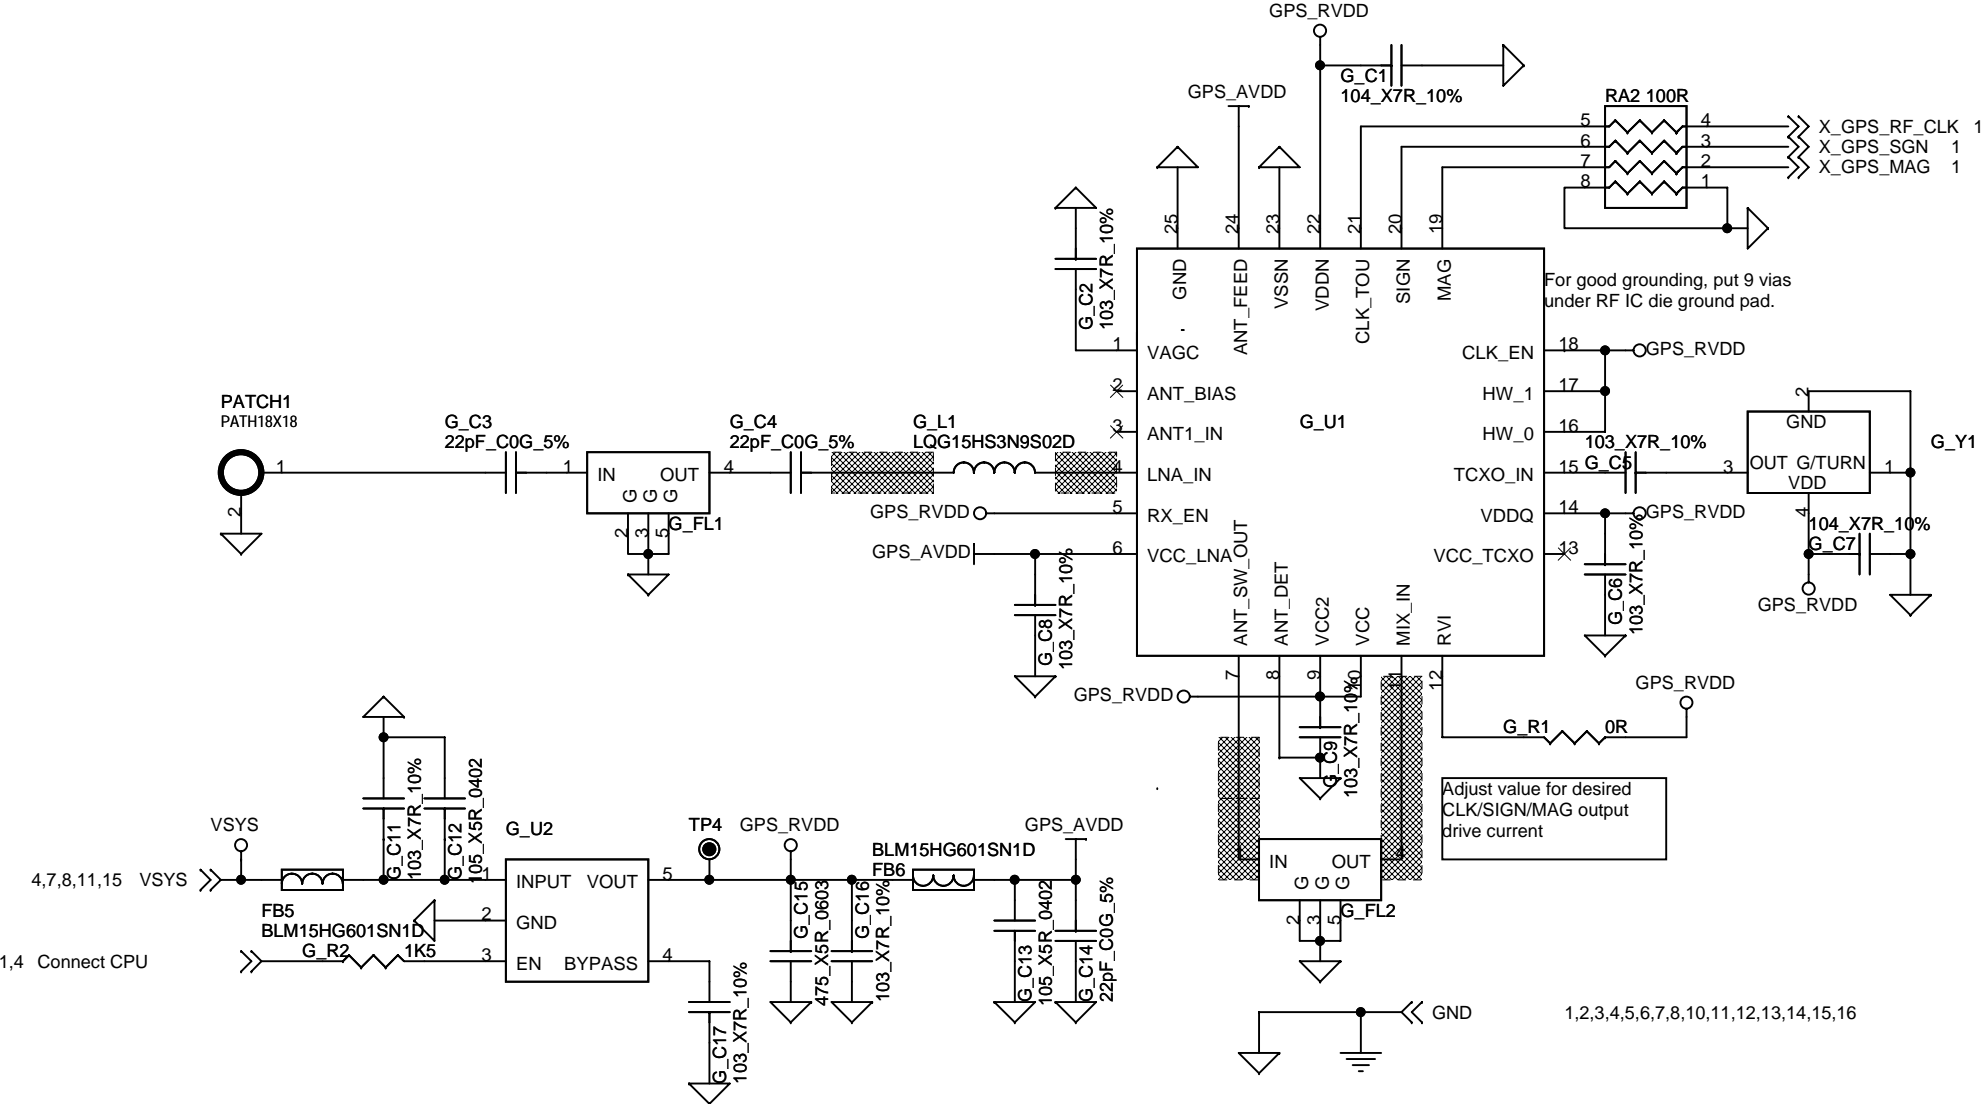 GPS_RVDD
G_C1
104_X7R_10%
GPS_AVDD
RA2 100R
5 4 X_GPS_RF_CLK 1
6 3 X_GPS_SGN 1
7 2 X_GPS_MAG 1
8 1
25 24 23 22 21 20 19
GND ANT_FEED VSSN VDDN CLK_TOU SIGN MAG
G_C2
103_X7R_10%
For good grounding, put 9 vias
under RF IC die ground pad.
1 VAGC
2 ANT_BIAS
3 ANT1_IN
4 LNA_IN
5 RX_EN
6 VCC_LNA
G_U1
CLK_EN 18 GPS_RVDD
HW_1 17
HW_0 16
TCXO_IN 15
VDDQ 14 GPS_RVDD
VCC_TCXO 13
103_X7R_10%
G_C5
2
GND
OUT G/TURN
VDD
3 1
4
G_Y1
104_X7R_10%
G_C7
GPS_RVDD
G_C6
103_X7R_10%
PATCH1
PATH18X18
1
2
G_C3
22pF_C0G_5%
1 IN OUT 4
G G G
2 3 5
G_FL1
G_C4
22pF_C0G_5%
G_L1
LQG15HS3N9S02D
GPS_RVDD
GPS_AVDD
G_C8
103_X7R_10%
ANT_SW_OUT ANT_DET VCC2 VCC MIX_IN RVI
7 8 9 10 11 12
GPS_RVDD
G_C9
103_X7R_10%
GPS_RVDD
G_R1 0R
Adjust value for desired
CLK/SIGN/MAG output
drive current
1 IN OUT 4
G G G
2 3 5
G_FL2
GND 1,2,3,4,5,6,7,8,10,11,12,13,14,15,16
VSYS
4,7,8,11,15 VSYS
FB5
BLM15HG601SN1D
G_C11
103_X7R_10%
G_C12
105_X5R_0402
G_U2
1 INPUT VOUT 5
2 GND
3 EN BYPASS 4
1,4 Connect CPU
G_R2 1K5
TP4
GPS_RVDD
G_C15
475_X5R_0603
G_C16
103_X7R_10%
G_C17
103_X7R_10%
BLM15HG601SN1D
FB6
GPS_AVDD
G_C13
105_X5R_0402
G_C14
22pF_C0G_5%